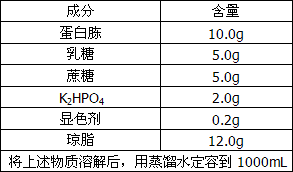 成分 含量
蛋白胨 10.0g
乳糖 5.0g
蔗糖 5.0g
K₂HPO₄ 2.0g
显色剂 0.2g
琼脂 12.0g
将上述物质溶解后，用蒸馏水定容到 1000mL